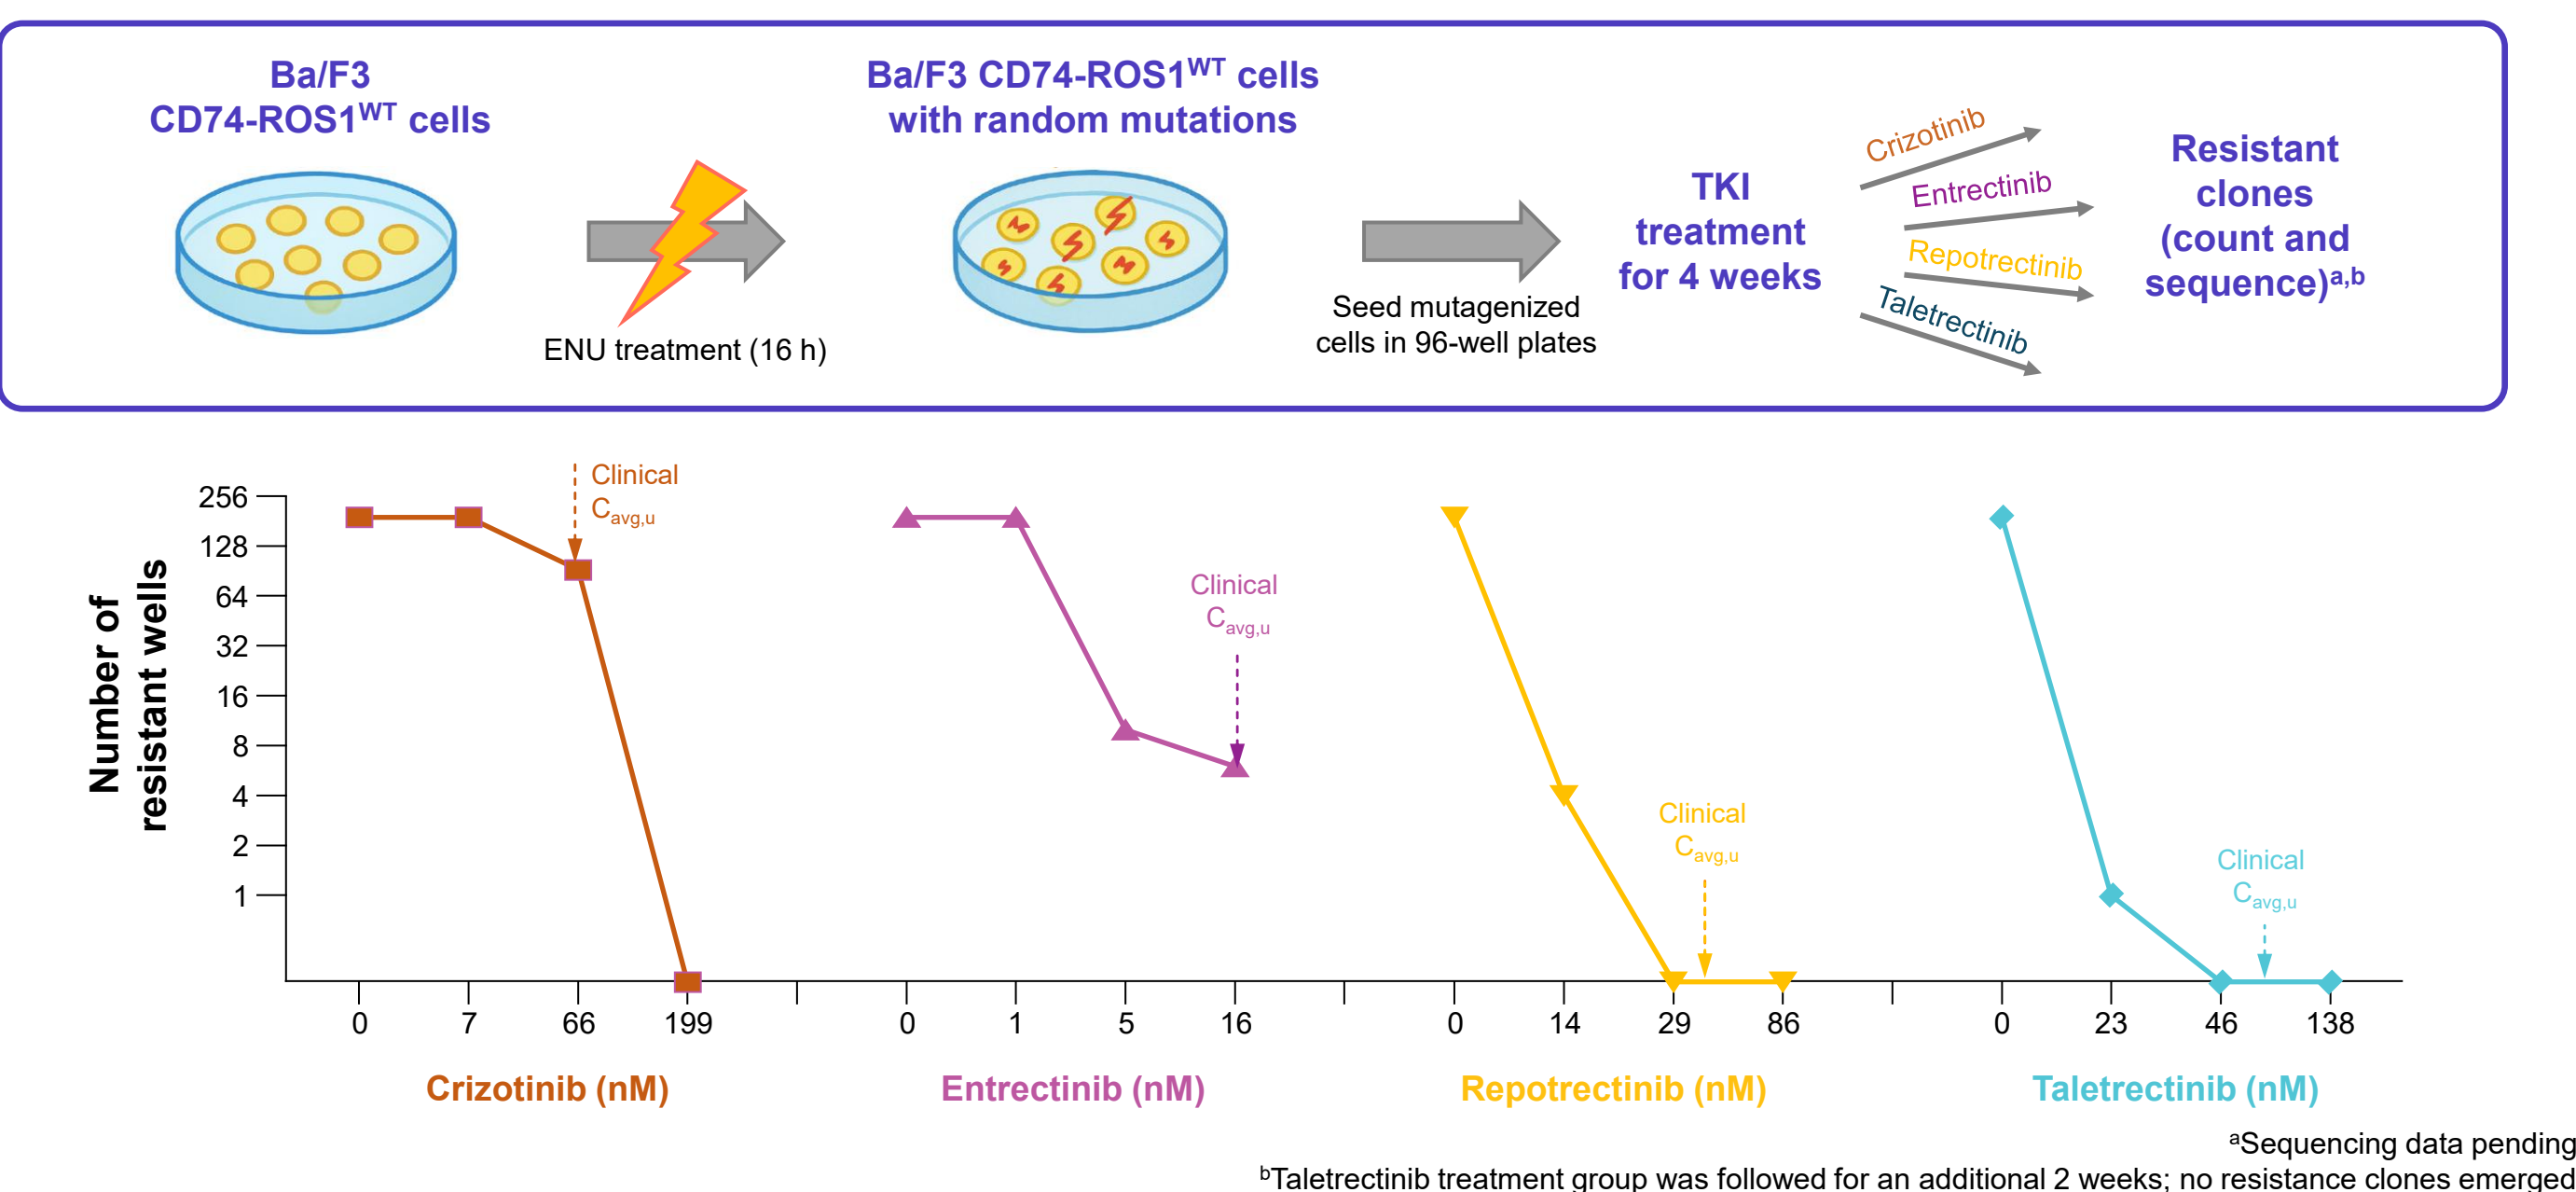 Ba/F3
CD74-ROS1WT cells
ENU treatment (16 h)
Ba/F3 CD74-ROS1WT cells
with random mutations
Seed mutagenized
cells in 96-well plates
TKI
treatment
for 4 weeks
Crizotinib
Entrectinib
Repotrectinib
Taletrectinib
Resistant
clones
(count and
sequence)a,b
Number of
resistant wells
256
128
64
32
16
8
4
2
1
Clinical
Cavg,u
Clinical
Cavg,u
Clinical
Cavg,u
Clinical
Cavg,u
0 7 66 199
0 1 5 16
0 14 29 86
0 23 46 138
Crizotinib (nM)
Entrectinib (nM)
Repotrectinib (nM)
Taletrectinib (nM)
aSequencing data pending
bTaletrectinib treatment group was followed for an additional 2 weeks; no resistance clones emerged